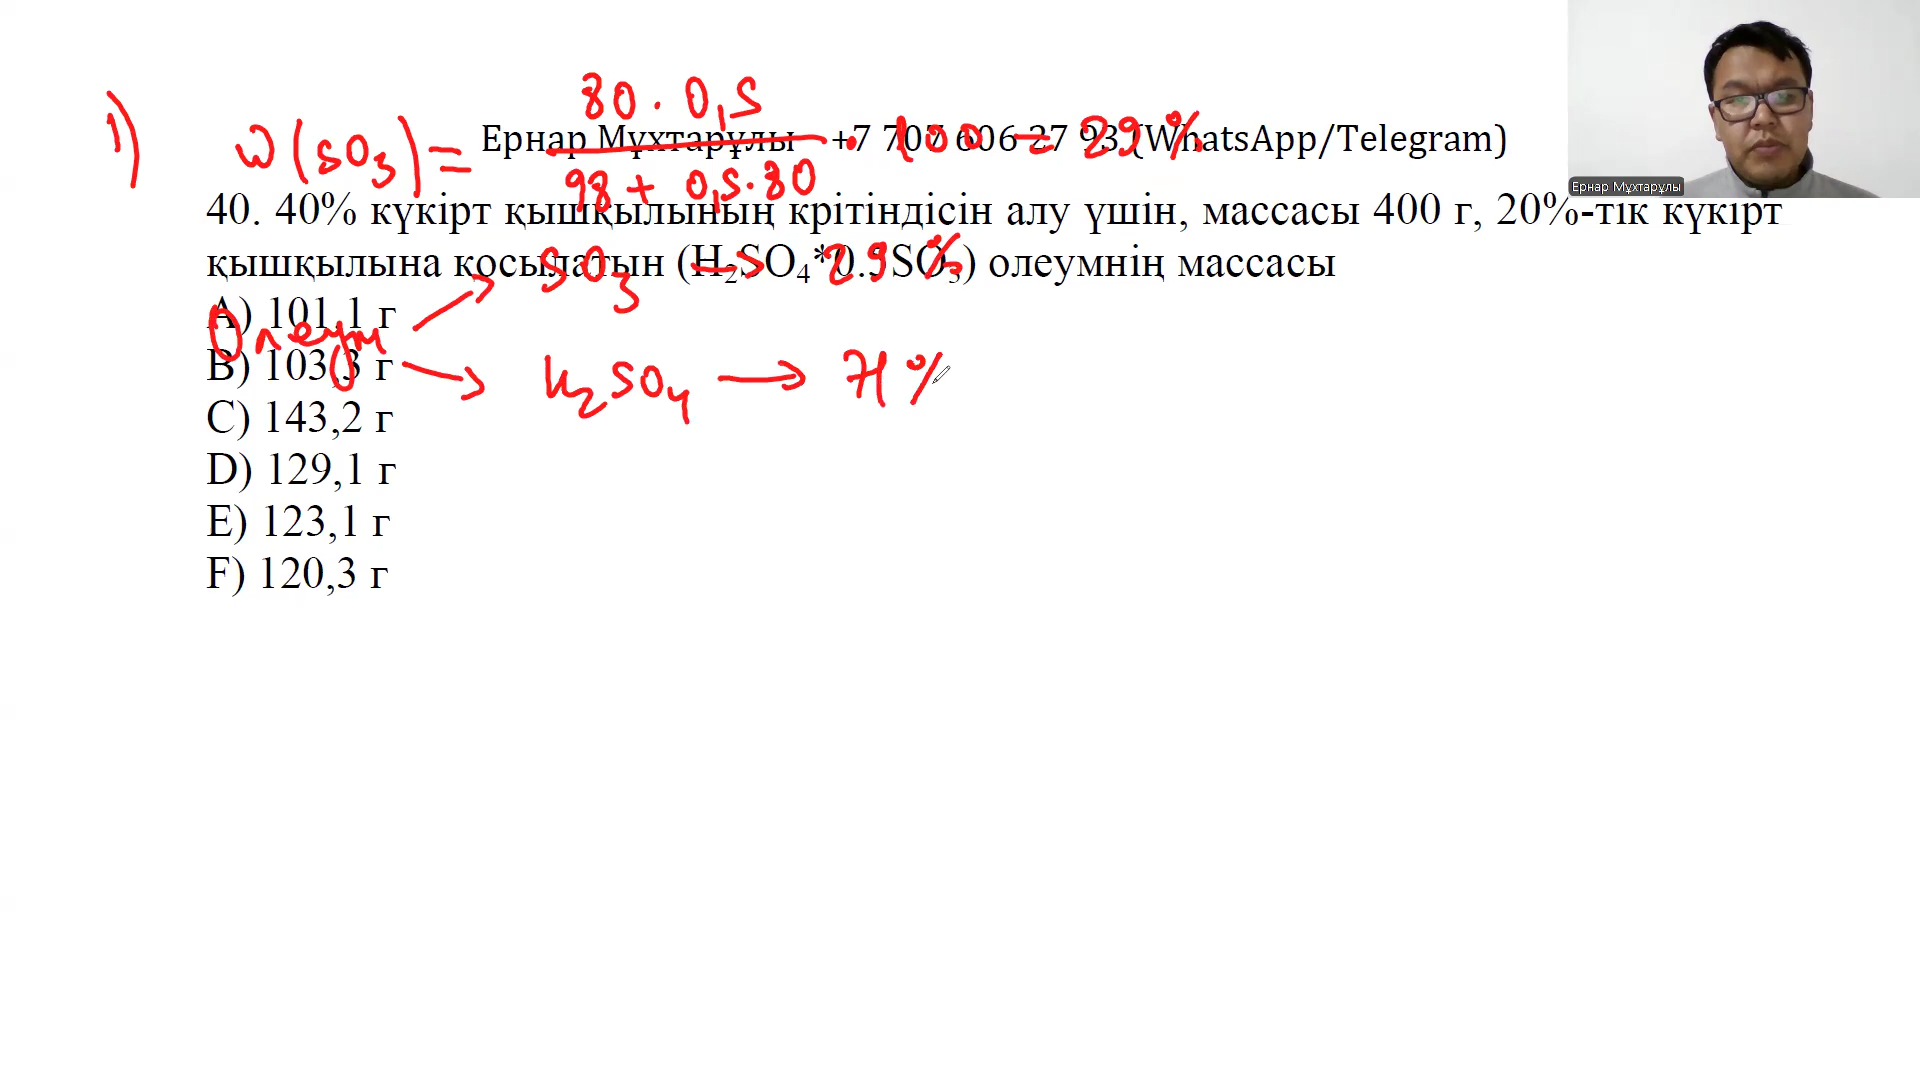 80 · 0,5
1) W(SO3) = ——— · 100 = 29%
98 + 0,5·80
Ернар Мұхтарұлы +7 707 606 27 93 (WhatsApp/Telegram)
Ернар Мұхтарұлы
40. 40% күкірт қышқылының крітіндісін алу үшін, массасы 400 г, 20%-тік күкірт
қышқылына қосылатын (H₂SO₄*0.5SO₃) олеумнің массасы
SO3 → 29%
A) 101,1 г
Олеум
B) 103,3 г
H2SO4 → 71%
C) 143,2 г
D) 129,1 г
E) 123,1 г
F) 120,3 г